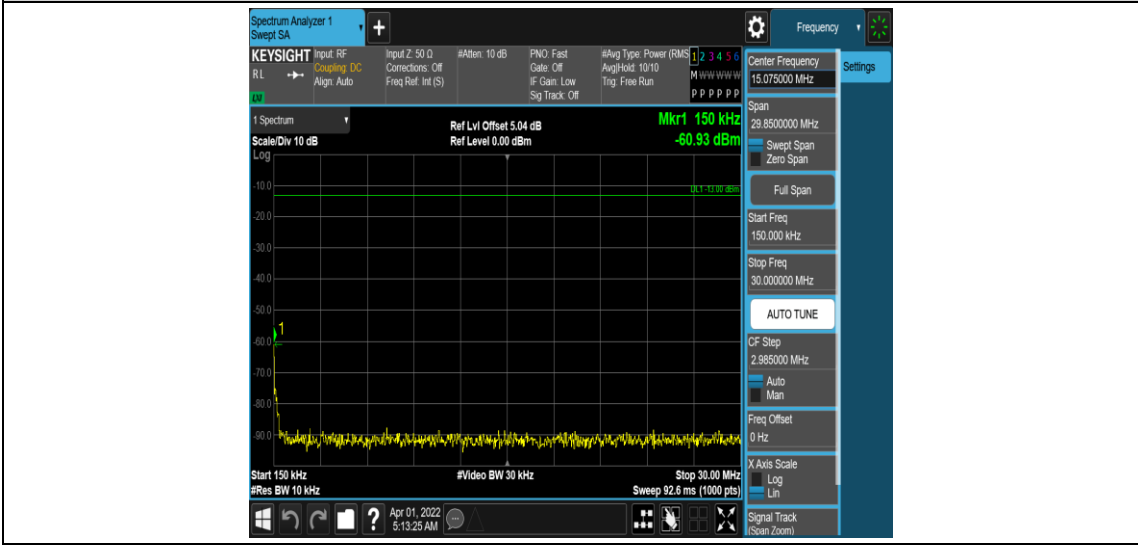 Spectrum Analyzer 1
Swept SA
+
Frequency
KEYSIGHT
RL
LXI
Input: RF
Coupling: DC
Align: Auto
Input Z: 50 Ω
Corrections: Off
Freq Ref: Int (S)
#Atten: 10 dB
PNO: Fast
Gate: Off
IF Gain: Low
Sig Track: Off
#Avg Type: Power (RMS
Avg|Hold: 10/10
Trig: Free Run
1 2 3 4 5 6
M W W W W W
P P P P P P
1 Spectrum
Scale/Div 10 dB
Log
Ref Lvl Offset 5.04 dB
Ref Level 0.00 dBm
Mkr1 150 kHz
-60.93 dBm
DL1 -13.00 dBm
-10.0
-20.0
-30.0
-40.0
-50.0
1
-60.0
-70.0
-80.0
-90.0
Start 150 kHz
#Res BW 10 kHz
#Video BW 30 kHz
Stop 30.00 MHz
Sweep 92.6 ms (1000 pts)
Center Frequency
15.075000 MHz
Settings
Span
29.8500000 MHz
Swept Span
Zero Span
Full Span
Start Freq
150.000 kHz
Stop Freq
30.000000 MHz
AUTO TUNE
CF Step
2.985000 MHz
Auto
Man
Freq Offset
0 Hz
X Axis Scale
Log
Lin
Signal Track
(Span Zoom)
?
Apr 01, 2022
5:13:25 AM